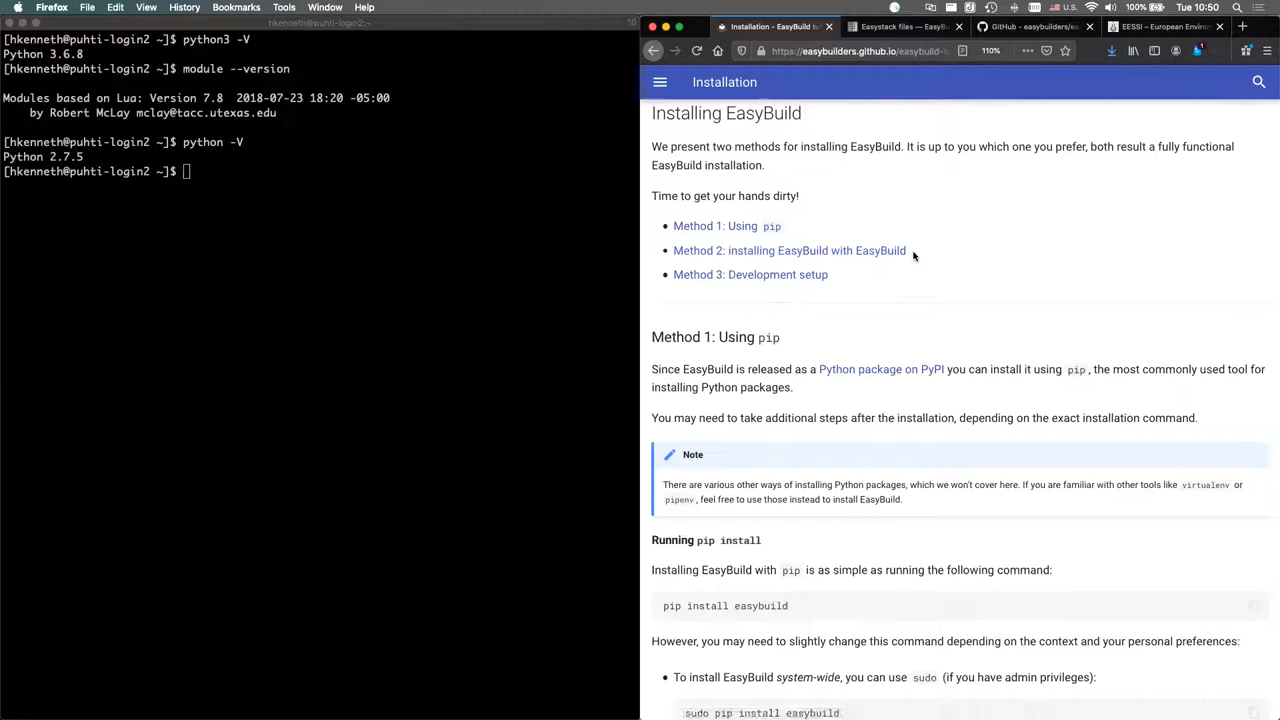 Firefox File Edit View History Bookmarks Tools Window Help
100% Tue 10:50
hkenneth@puhti-login2:~
[hkenneth@puhti-login2 ~]$ python3 -V
Python 3.6.8
[hkenneth@puhti-login2 ~]$ module --version
Modules based on Lua: Version 7.8 2018-07-23 18:20 -05:00
by Robert McLay mclay@tacc.utexas.edu
[hkenneth@puhti-login2 ~]$ python -V
Python 2.7.5
[hkenneth@puhti-login2 ~]$
Installation - EasyBuild tu
Easystack files — EasyBu
GitHub - easybuilders/ea
EESSI – European Enviror
https://easybuilders.github.io/easybuild
110%
Installation
Installing EasyBuild
We present two methods for installing EasyBuild. It is up to you which one you prefer, both result a fully functional
EasyBuild installation.
Time to get your hands dirty!
Method 1: Using pip
Method 2: installing EasyBuild with EasyBuild
Method 3: Development setup
Method 1: Using pip
Since EasyBuild is released as a Python package on PyPI you can install it using pip, the most commonly used tool for
installing Python packages.
You may need to take additional steps after the installation, depending on the exact installation command.
Note
There are various other ways of installing Python packages, which we won't cover here. If you are familiar with other tools like virtualenv or
pipenv, feel free to use those instead to install EasyBuild.
Running pip install
Installing EasyBuild with pip is as simple as running the following command:
pip install easybuild
However, you may need to slightly change this command depending on the context and your personal preferences:
To install EasyBuild system-wide, you can use sudo (if you have admin privileges):
sudo pip install easybuild